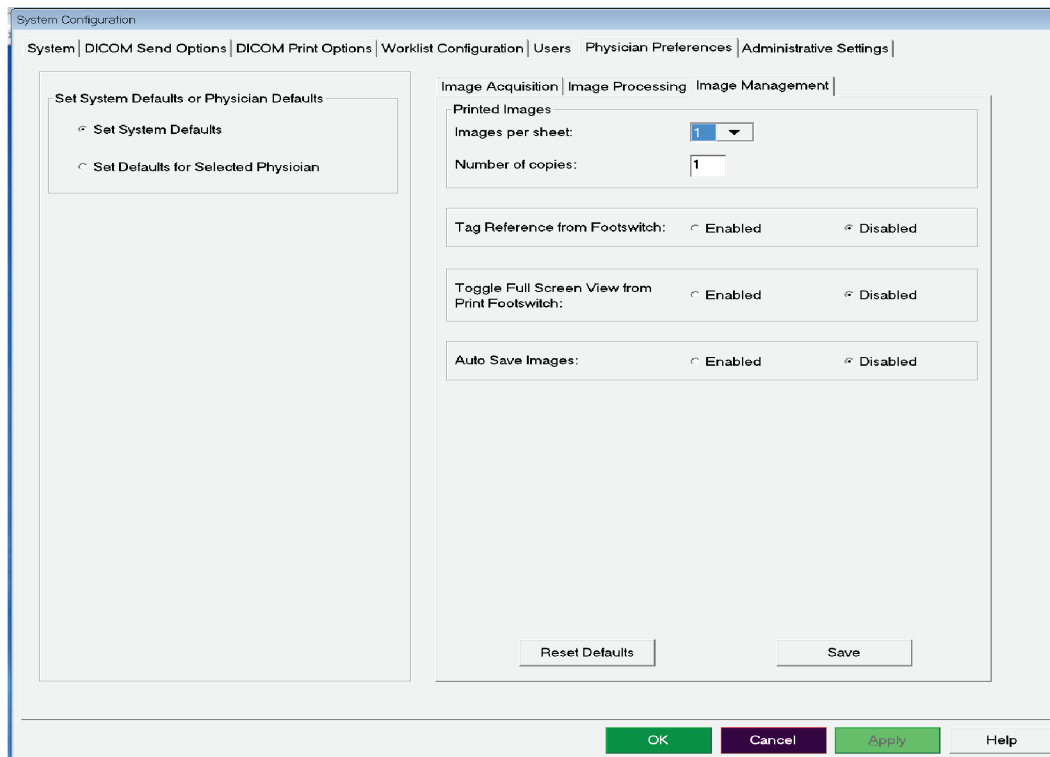 System Configuration
System DICOM Send Options DICOM Print Options Worklist Configuration Users Physician Preferences Administrative Settings
Set System Defaults or Physician Defaults
Set System Defaults
Set Defaults for Selected Physician
Image Acquisition Image Processing Image Management
Printed Images
Images per sheet: 1
Number of copies: 1
Tag Reference from Footswitch: Enabled Disabled
Toggle Full Screen View from
Print Footswitch: Enabled Disabled
Auto Save Images: Enabled Disabled
Reset Defaults Save
OK Cancel Apply Help